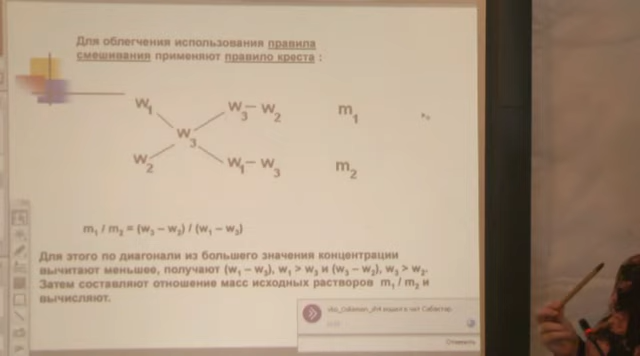 Для облегчения использования правила
смешивания применяют правило креста :
w₁ w₃– w₂ m₁
w₃
w₂ w₁– w₃ m₂
m₁ / m₂ = (w₃ – w₂) / (w₁ – w₃)
Для этого по диагонали из большего значения концентрации
вычитают меньшее, получают (w₁ – w₃), w₁ > w₃ и (w₃ – w₂), w₃ > w₂.
Затем составляют отношение масс исходных растворов m₁ / m₂ и
вычисляют.
вошел в чат